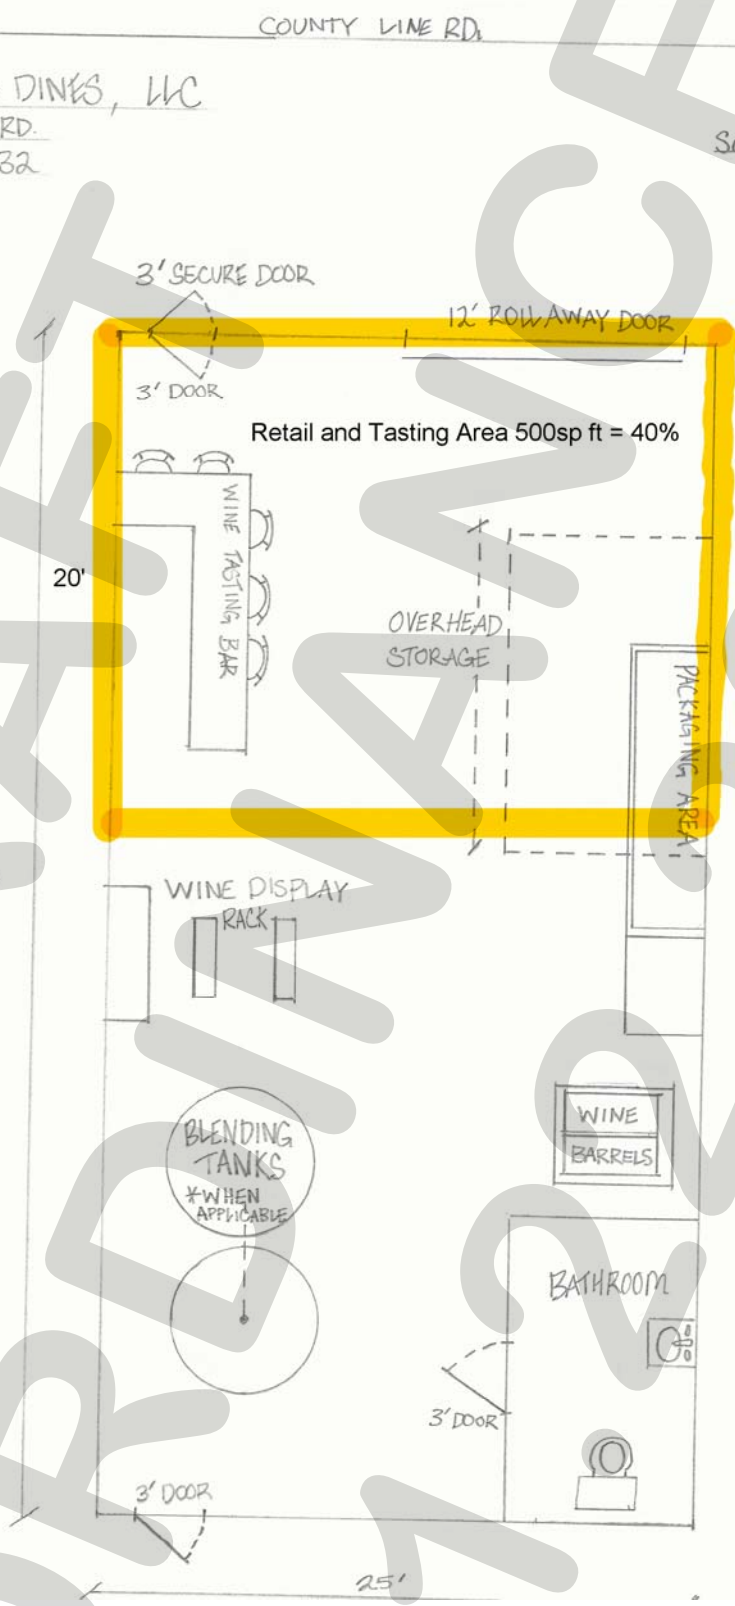 COUNTY LINE RD.
DINES, LLC
RD.
32
3' SECURE DOOR
12' ROLLAWAY DOOR
3' DOOR
Retail and Tasting Area 500sp ft = 40%
WINE TASTING BAR
20'
OVERHEAD
STORAGE
PACKAGING AREA
WINE DISPLAY
RACK
BLENDING
TANKS
*WHEN
APPLICABLE
WINE
BARRELS
BATHROOM
3' DOOR
3' DOOR
25'